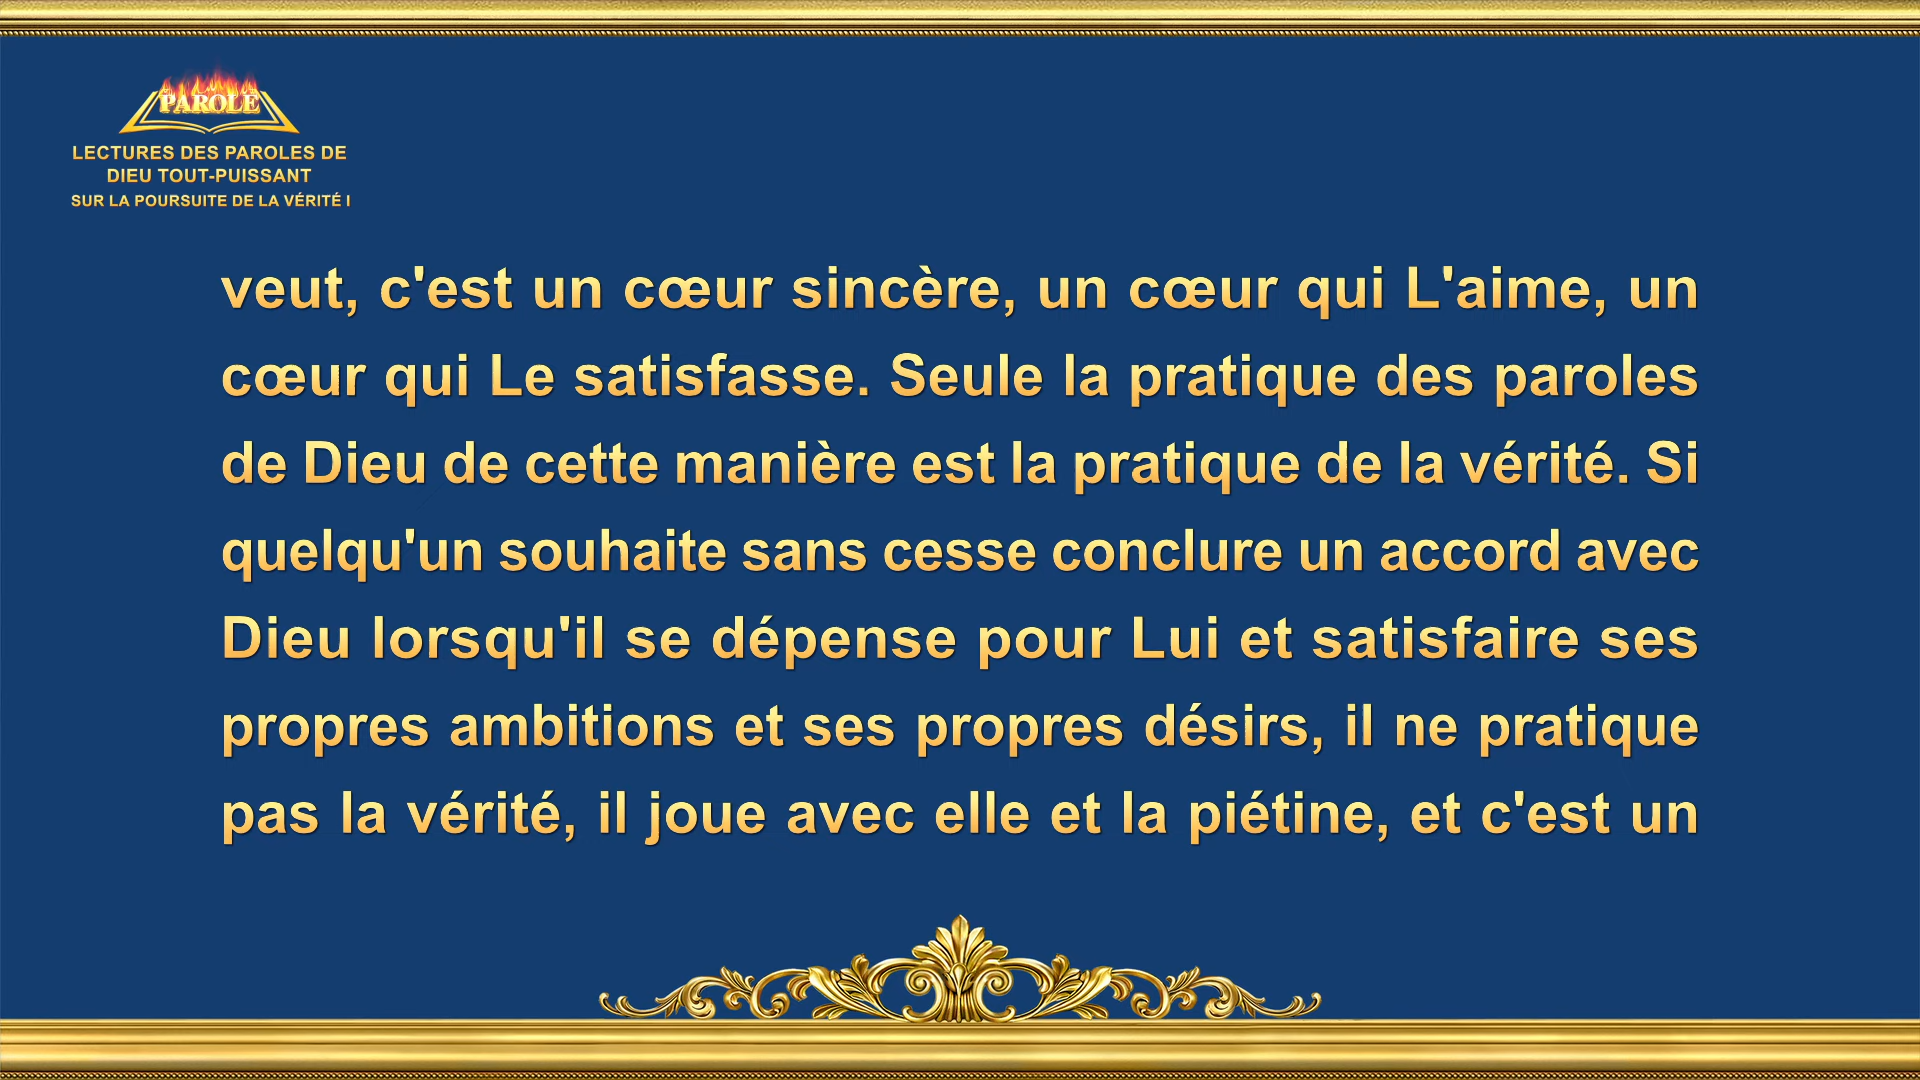 PAROLE
LECTURES DES PAROLES DE
DIEU TOUT-PUISSANT
SUR LA POURSUITE DE LA VÉRITÉ I
veut, c'est un cœur sincère, un cœur qui L'aime, un
cœur qui Le satisfasse. Seule la pratique des paroles
de Dieu de cette manière est la pratique de la vérité. Si
quelqu'un souhaite sans cesse conclure un accord avec
Dieu lorsqu'il se dépense pour Lui et satisfaire ses
propres ambitions et ses propres désirs, il ne pratique
pas la vérité, il joue avec elle et la piétine, et c'est un